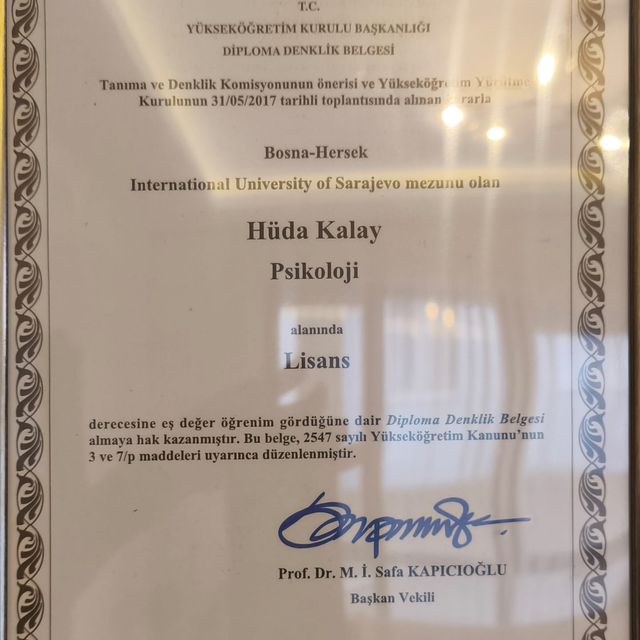 T.C.
YÜKSEKÖĞRETİM KURULU BAŞKANLIĞI
DİPLOMA DENKLİK BELGESİ
Tanıma ve Denklik Komisyonunun önerisi ve Yükseköğretim Yürütme
Kurulunun 31/05/2017 tarihli toplantısında alınan kararla
Bosna-Hersek
International University of Sarajevo mezunu olan
Hüda Kalay
Psikoloji
alanında
Lisans
derecesine eş değer öğrenim gördüğüne dair Diploma Denklik Belgesi
almaya hak kazanmıştır. Bu belge, 2547 sayılı Yükseköğretim Kanunu'nun
3 ve 7/p maddeleri uyarınca düzenlenmiştir.
Prof. Dr. M. İ. Safa KAPICIOĞLU
Başkan Vekili